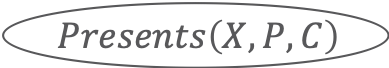 Presents(X, P, C)